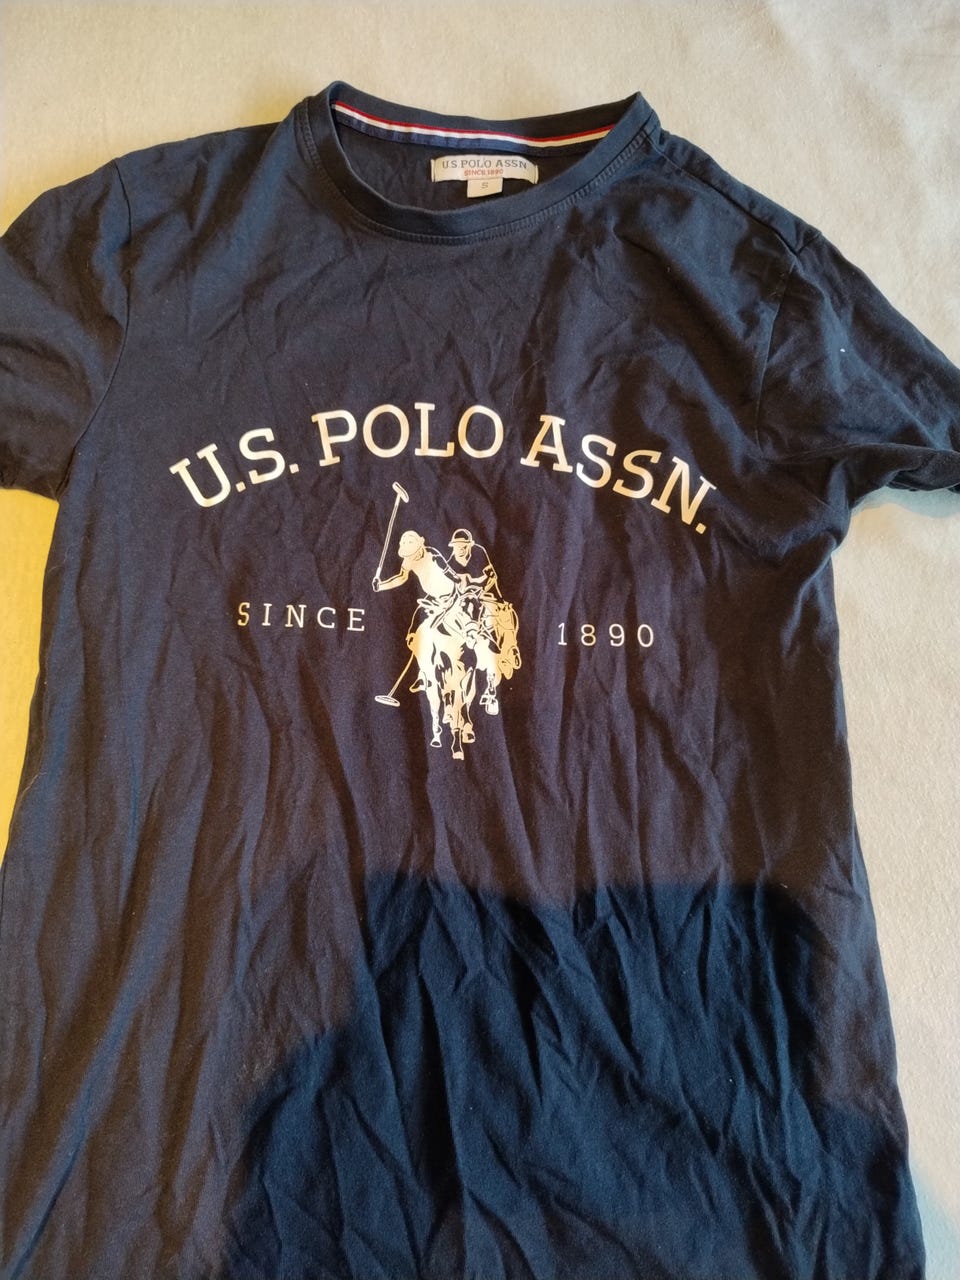 U.S. POLO ASSN
SINCE 1890
S
U.S. POLO ASSN.
SINCE 1890